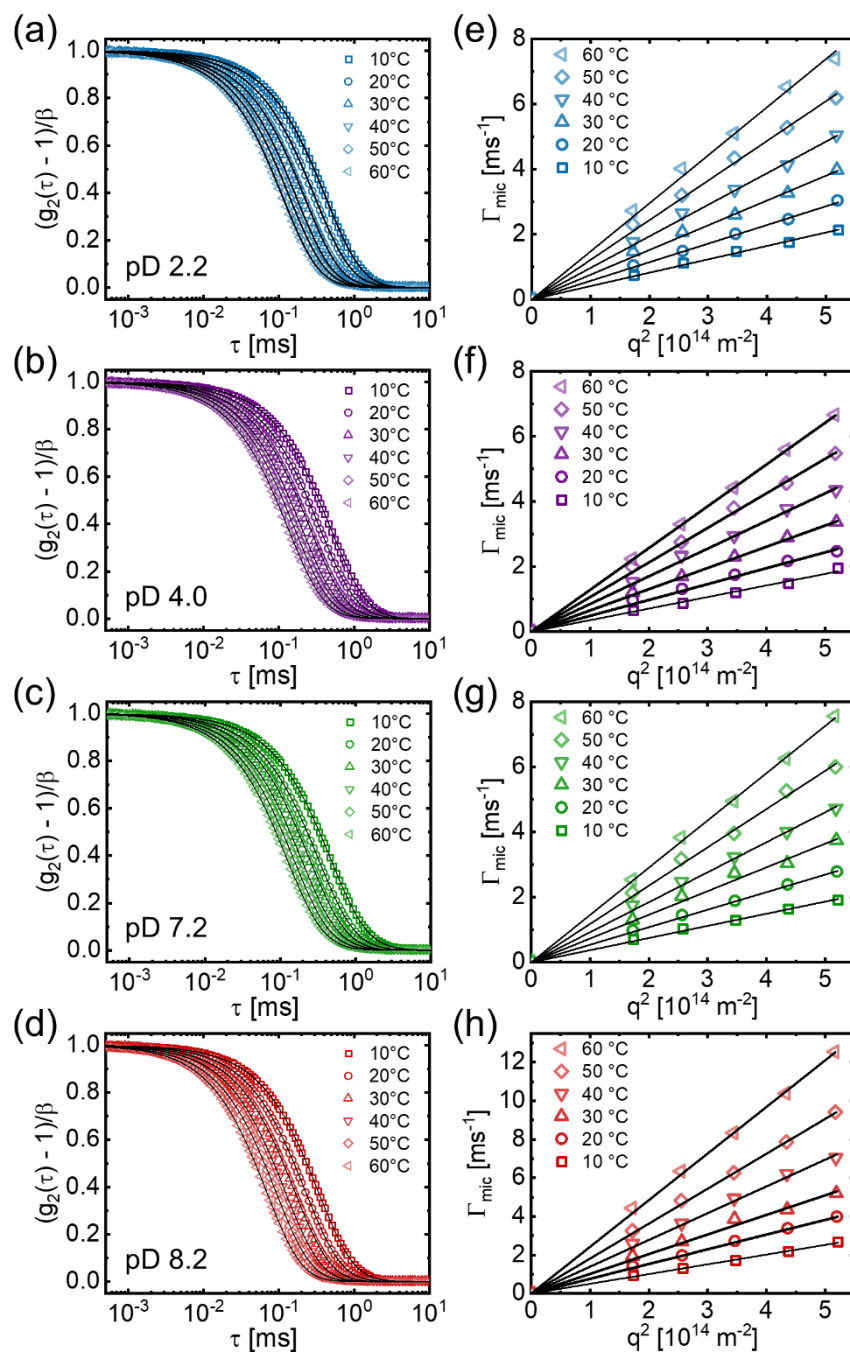 (a)
(g₂(τ) - 1)/β
1.0
0.8
0.6
0.4
0.2
0.0
10°C
20°C
30°C
40°C
50°C
60°C
pD 2.2
10⁻³ 10⁻² 10⁻¹ 10⁰ 10¹
τ [ms]
(e)
Γmic [ms⁻¹]
8
6
4
2
0
60 °C
50 °C
40 °C
30 °C
20 °C
10 °C
0 1 2 3 4 5
q² [10¹⁴ m⁻²]
(b)
(g₂(τ) - 1)/β
1.0
0.8
0.6
0.4
0.2
0.0
10°C
20°C
30°C
40°C
50°C
60°C
pD 4.0
10⁻³ 10⁻² 10⁻¹ 10⁰ 10¹
τ [ms]
(f)
Γmic [ms⁻¹]
8
6
4
2
0
60 °C
50 °C
40 °C
30 °C
20 °C
10 °C
0 1 2 3 4 5
q² [10¹⁴ m⁻²]
(c)
(g₂(τ) - 1)/β
1.0
0.8
0.6
0.4
0.2
0.0
10°C
20°C
30°C
40°C
50°C
60°C
pD 7.2
10⁻³ 10⁻² 10⁻¹ 10⁰ 10¹
τ [ms]
(g)
Γmic [ms⁻¹]
8
6
4
2
0
60 °C
50 °C
40 °C
30 °C
20 °C
10 °C
0 1 2 3 4 5
q² [10¹⁴ m⁻²]
(d)
(g₂(τ) - 1)/β
1.0
0.8
0.6
0.4
0.2
0.0
10°C
20°C
30°C
40°C
50°C
60°C
pD 8.2
10⁻³ 10⁻² 10⁻¹ 10⁰ 10¹
τ [ms]
(h)
Γmic [ms⁻¹]
12
10
8
6
4
2
0
60 °C
50 °C
40 °C
30 °C
20 °C
10 °C
0 1 2 3 4 5
q² [10¹⁴ m⁻²]